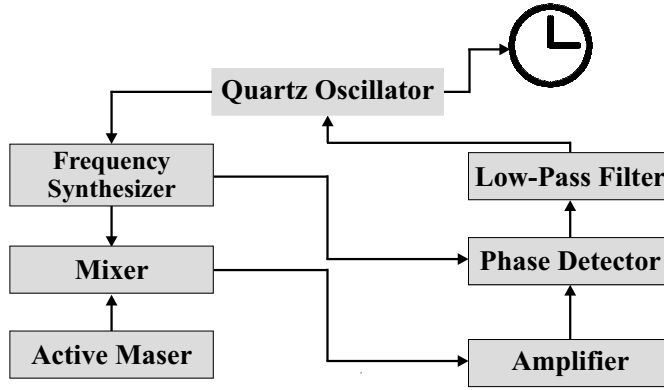 Quartz Oscillator
Frequency
Synthesizer
Low-Pass Filter
Mixer
Phase Detector
Active Maser
Amplifier